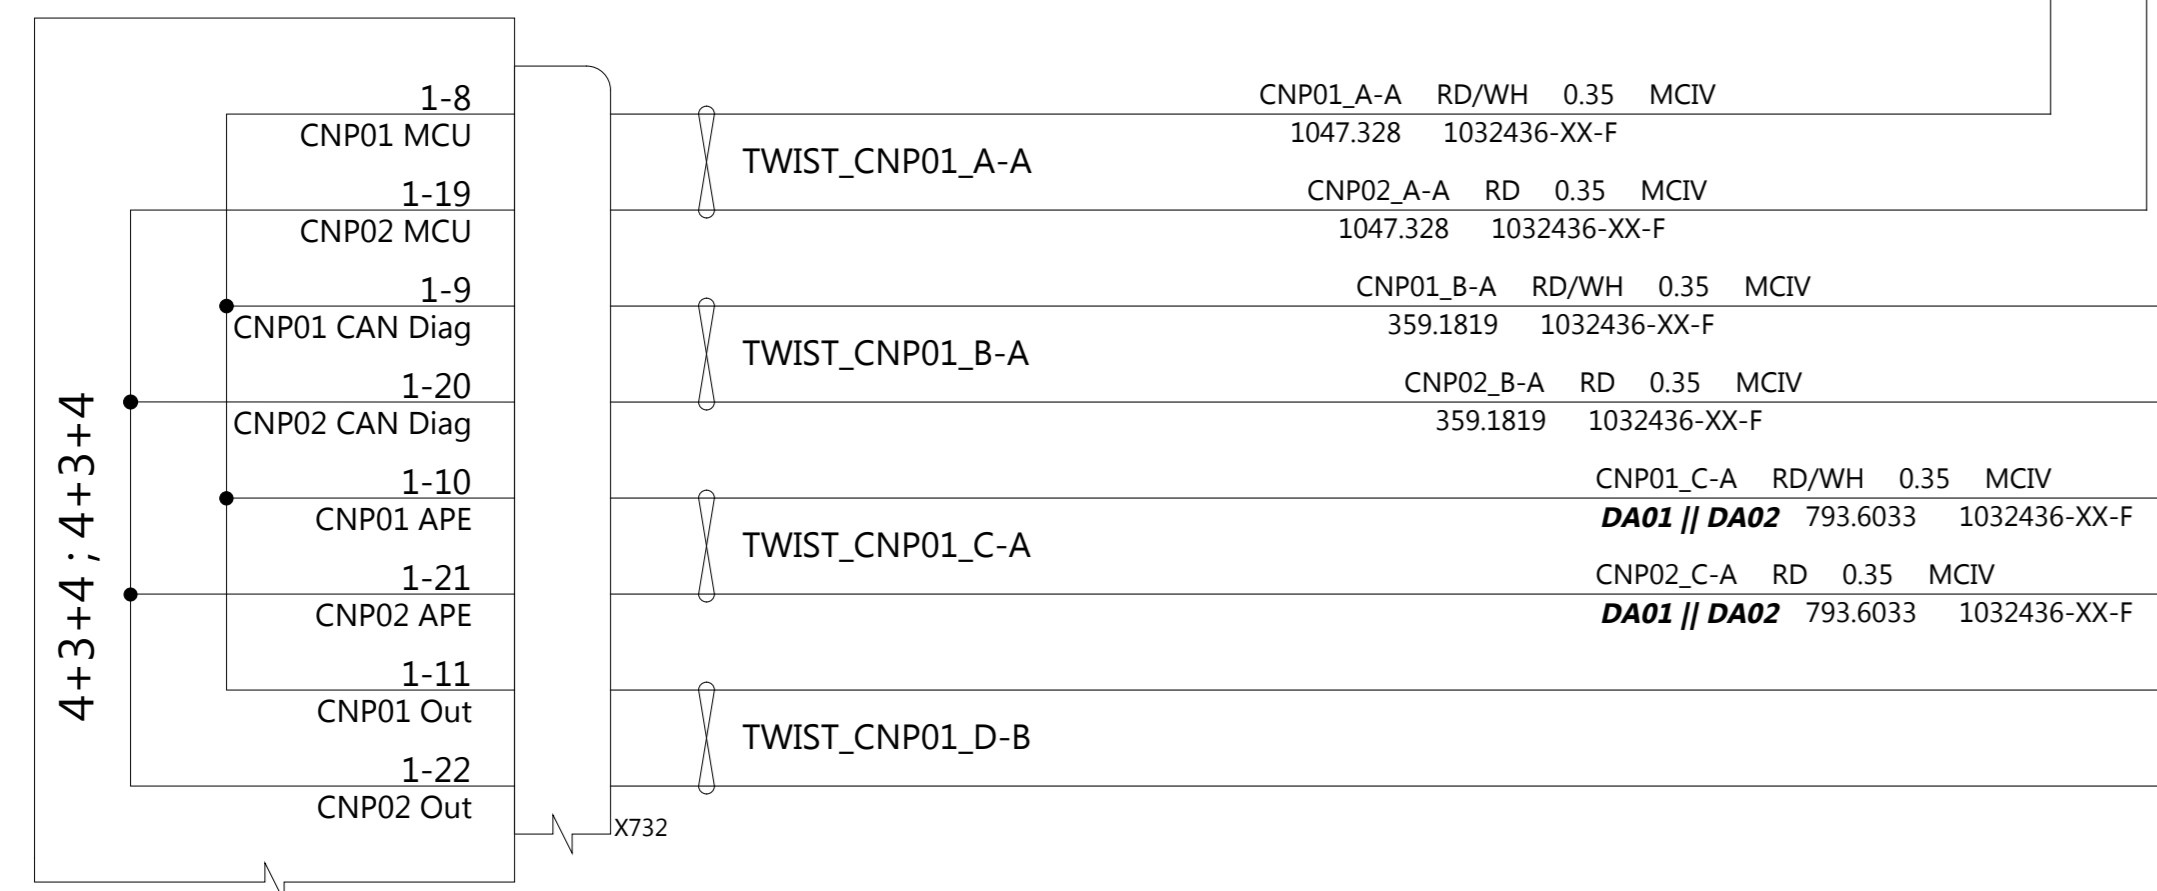 4+3+4 ; 4+3+4
1-8
CNP01 MCU
1-19
CNP02 MCU
1-9
CNP01 CAN Diag
1-20
CNP02 CAN Diag
1-10
CNP01 APE
1-21
CNP02 APE
1-11
CNP01 Out
1-22
CNP02 Out
X732
TWIST_CNP01_A-A
TWIST_CNP01_B-A
TWIST_CNP01_C-A
TWIST_CNP01_D-B
CNP01_A-A RD/WH 0.35 MCIV
1047.328 1032436-XX-F
CNP02_A-A RD 0.35 MCIV
1047.328 1032436-XX-F
CNP01_B-A RD/WH 0.35 MCIV
359.1819 1032436-XX-F
CNP02_B-A RD 0.35 MCIV
359.1819 1032436-XX-F
CNP01_C-A RD/WH 0.35 MCIV
DA01 || DA02 793.6033 1032436-XX-F
CNP02_C-A RD 0.35 MCIV
DA01 || DA02 793.6033 1032436-XX-F